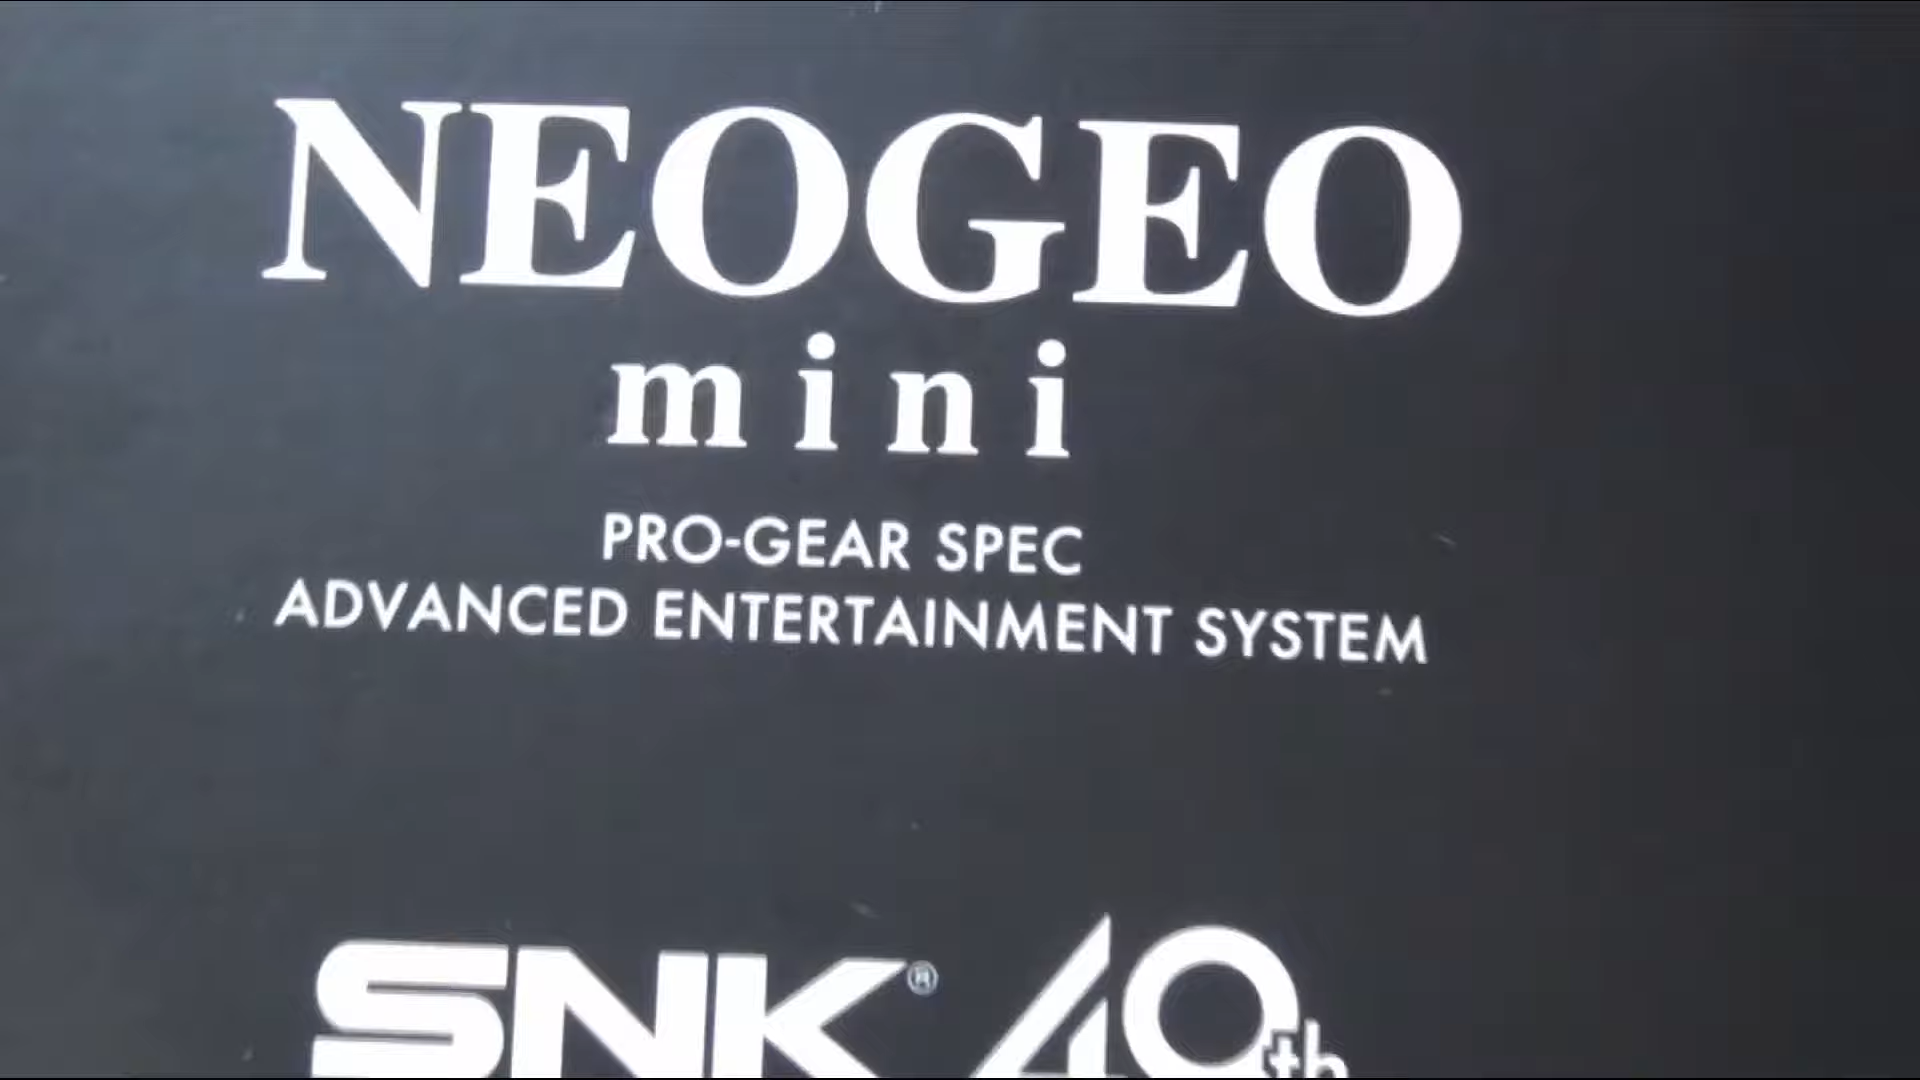 NEOGEO
mini
PRO-GEAR SPEC
ADVANCED ENTERTAINMENT SYSTEM
SNK® 40th